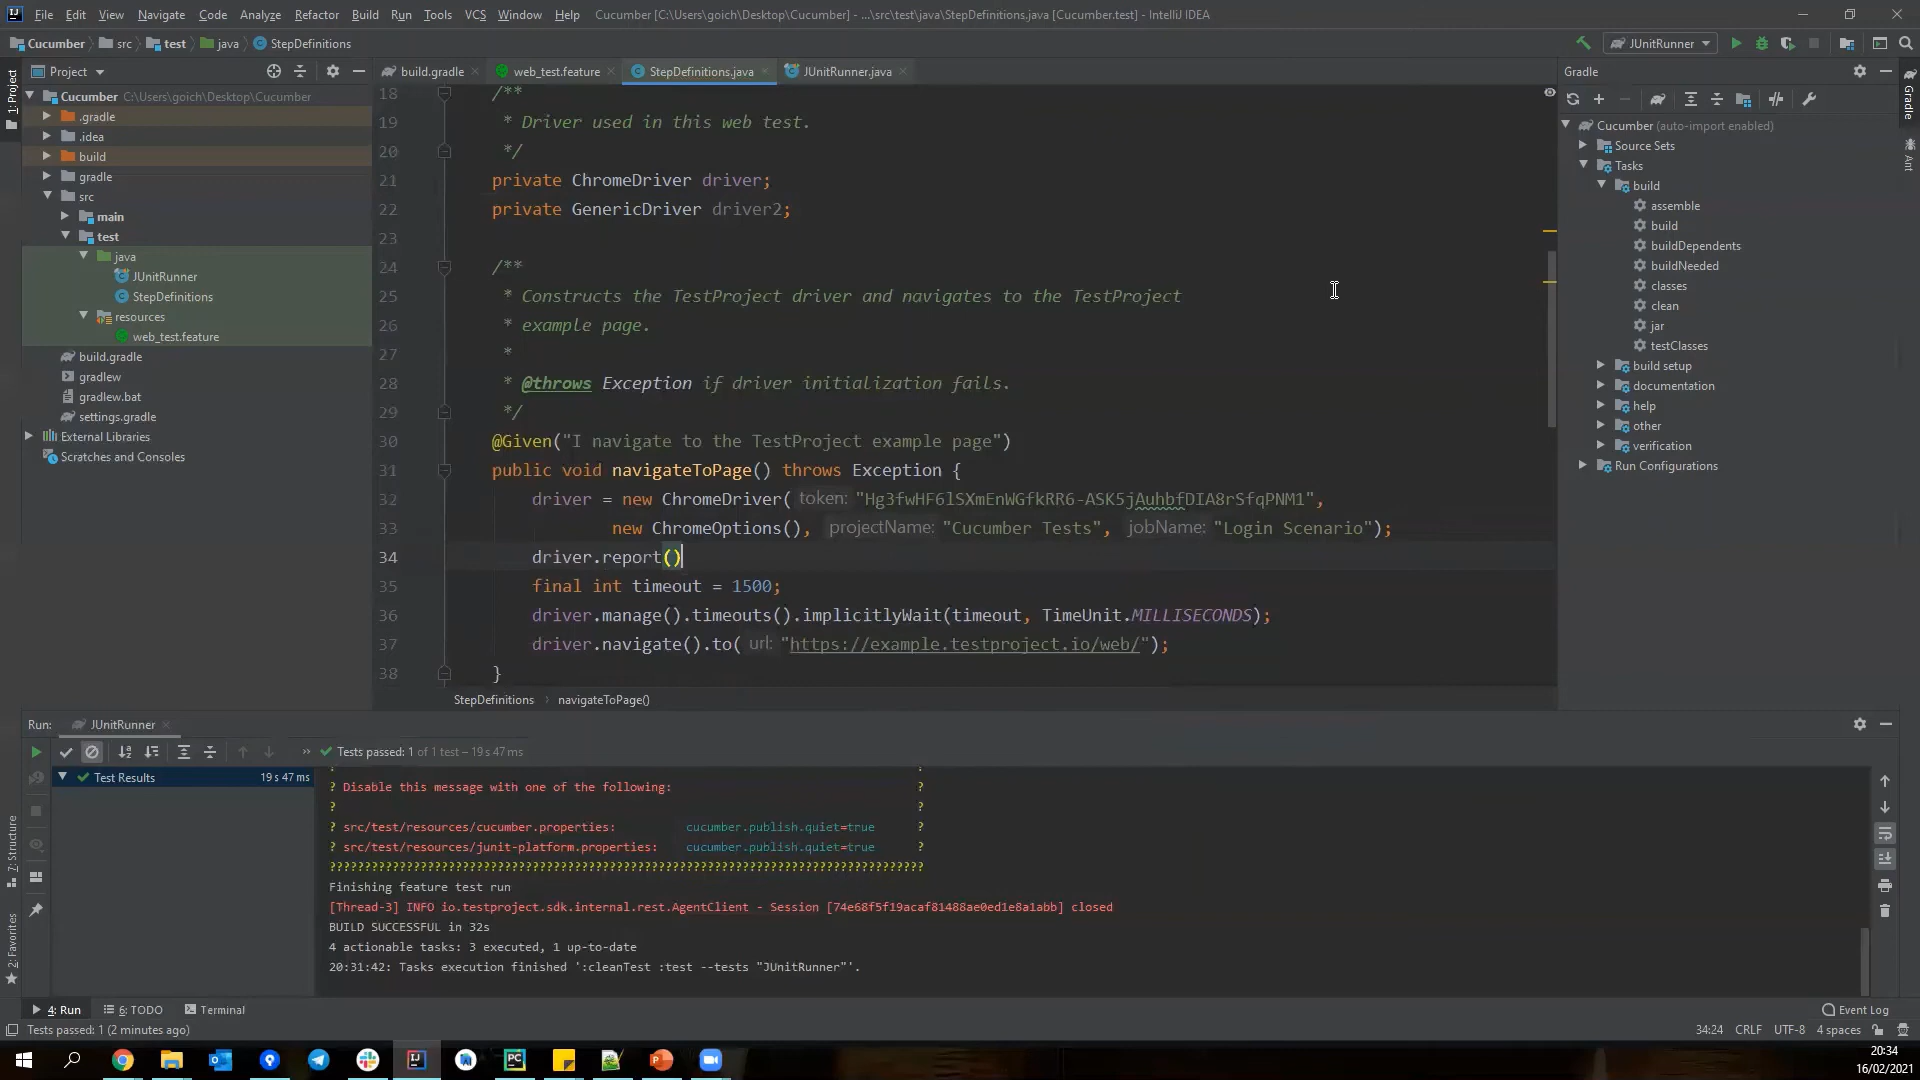 File Edit View Navigate Code Analyze Refactor Build Run Tools VCS Window Help Cucumber [C:\Users\goich\Desktop\Cucumber] - ...\src\test\java\StepDefinitions.java [Cucumber.test] - IntelliJ IDEA
Cucumber src test java StepDefinitions JUnitRunner
Project
build.gradle web_test.feature StepDefinitions.java JUnitRunner.java
Gradle
1: Project
Cucumber C:\Users\goich\Desktop\Cucumber
.gradle
.idea
build
gradle
src
main
test
java
JUnitRunner
StepDefinitions
resources
web_test.feature
build.gradle
gradlew
gradlew.bat
settings.gradle
External Libraries
Scratches and Consoles
18 /**
19 * Driver used in this web test.
20 */
21 private ChromeDriver driver;
22 private GenericDriver driver2;
23
24 /**
25 * Constructs the TestProject driver and navigates to the TestProject
26 * example page.
27 *
28 * @throws Exception if driver initialization fails.
29 */
30 @Given("I navigate to the TestProject example page")
31 public void navigateToPage() throws Exception {
32 driver = new ChromeDriver( token: "Hg3fwHF6lSXmEnWGfkRR6-ASK5jAuhbfDIA8rSfqPNM1",
33 new ChromeOptions(), projectName: "Cucumber Tests", jobName: "Login Scenario");
34 driver.report()
35 final int timeout = 1500;
36 driver.manage().timeouts().implicitlyWait(timeout, TimeUnit.MILLISECONDS);
37 driver.navigate().to( url: "https://example.testproject.io/web/");
38 }
StepDefinitions › navigateToPage()
Cucumber (auto-import enabled)
Source Sets
Tasks
build
assemble
build
buildDependents
buildNeeded
classes
clean
jar
testClasses
build setup
documentation
help
other
verification
Run Configurations
Gradle
Ant
Run: JUnitRunner
» Tests passed: 1 of 1 test – 19 s 47 ms
Test Results 19 s 47 ms
? ?
? Disable this message with one of the following: ?
? ?
? src/test/resources/cucumber.properties: cucumber.publish.quiet=true ?
? src/test/resources/junit-platform.properties: cucumber.publish.quiet=true ?
???????????????????????????????????????????????????????????????????????????????????
Finishing feature test run
[Thread-3] INFO io.testproject.sdk.internal.rest.AgentClient - Session [74e68f5f19acaf81488ae0ed1e8a1abb] closed
BUILD SUCCESSFUL in 32s
4 actionable tasks: 3 executed, 1 up-to-date
20:31:42: Tasks execution finished ':cleanTest :test --tests "JUnitRunner"'.
7: Structure
2: Favorites
4: Run 6: TODO Terminal Event Log
Tests passed: 1 (2 minutes ago) 34:24 CRLF UTF-8 4 spaces
20:34
16/02/2021